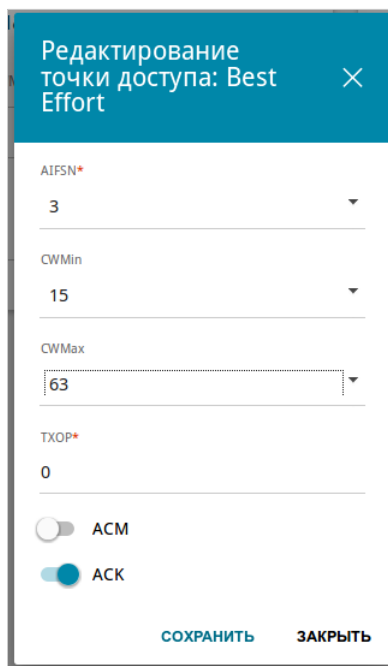 Редактирование
точки доступа: Best
Effort
AIFSN*
3
CWMin
15
CWMax
63
TXOP*
0
ACM
ACK
СОХРАНИТЬ ЗАКРЫТЬ